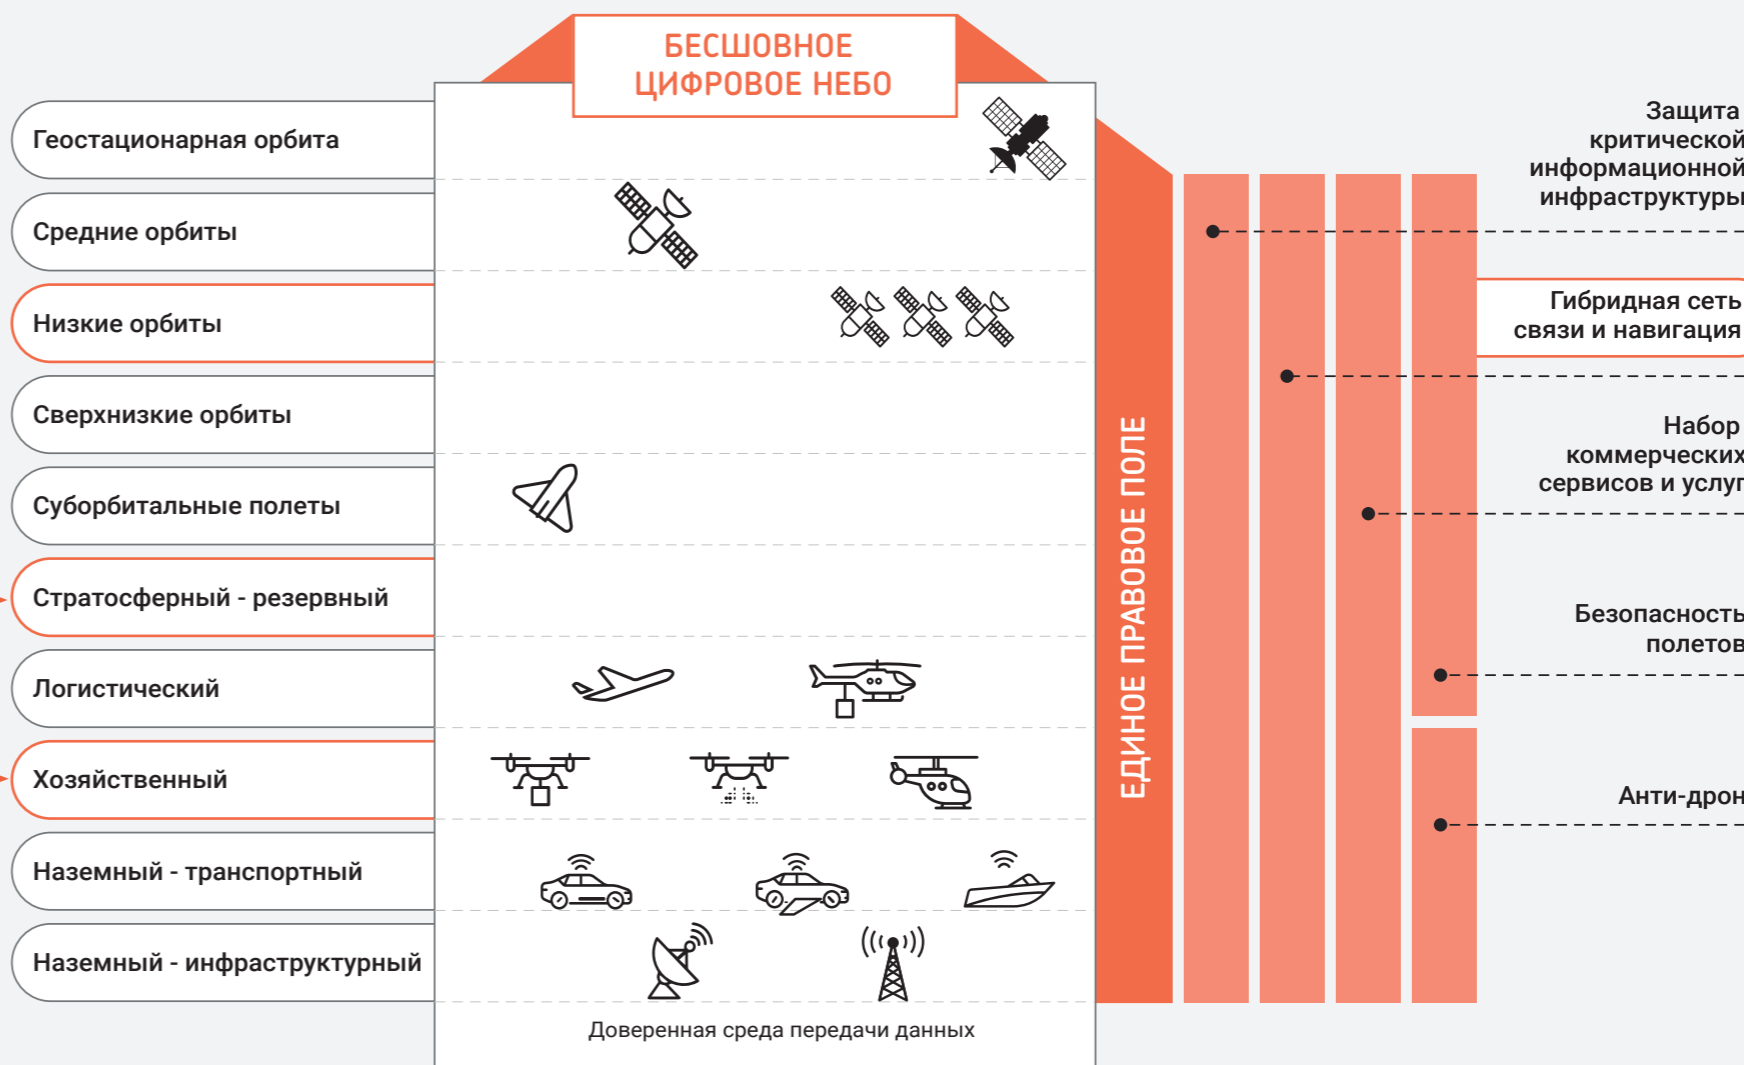 БЕСШОВНОЕ
ЦИФРОВОЕ НЕБО
Геостационарная орбита
Средние орбиты
Низкие орбиты
Сверхнизкие орбиты
Суборбитальные полеты
Стратосферный - резервный
Логистический
Хозяйственный
Наземный - транспортный
Наземный - инфраструктурный
Доверенная среда передачи данных
ЕДИНОЕ ПРАВОВОЕ ПОЛЕ
Защита
критической
информационной
инфраструктуры
Гибридная сеть
связи и навигация
Набор
коммерческих
сервисов и услуг
Безопасность
полетов
Анти-дрон